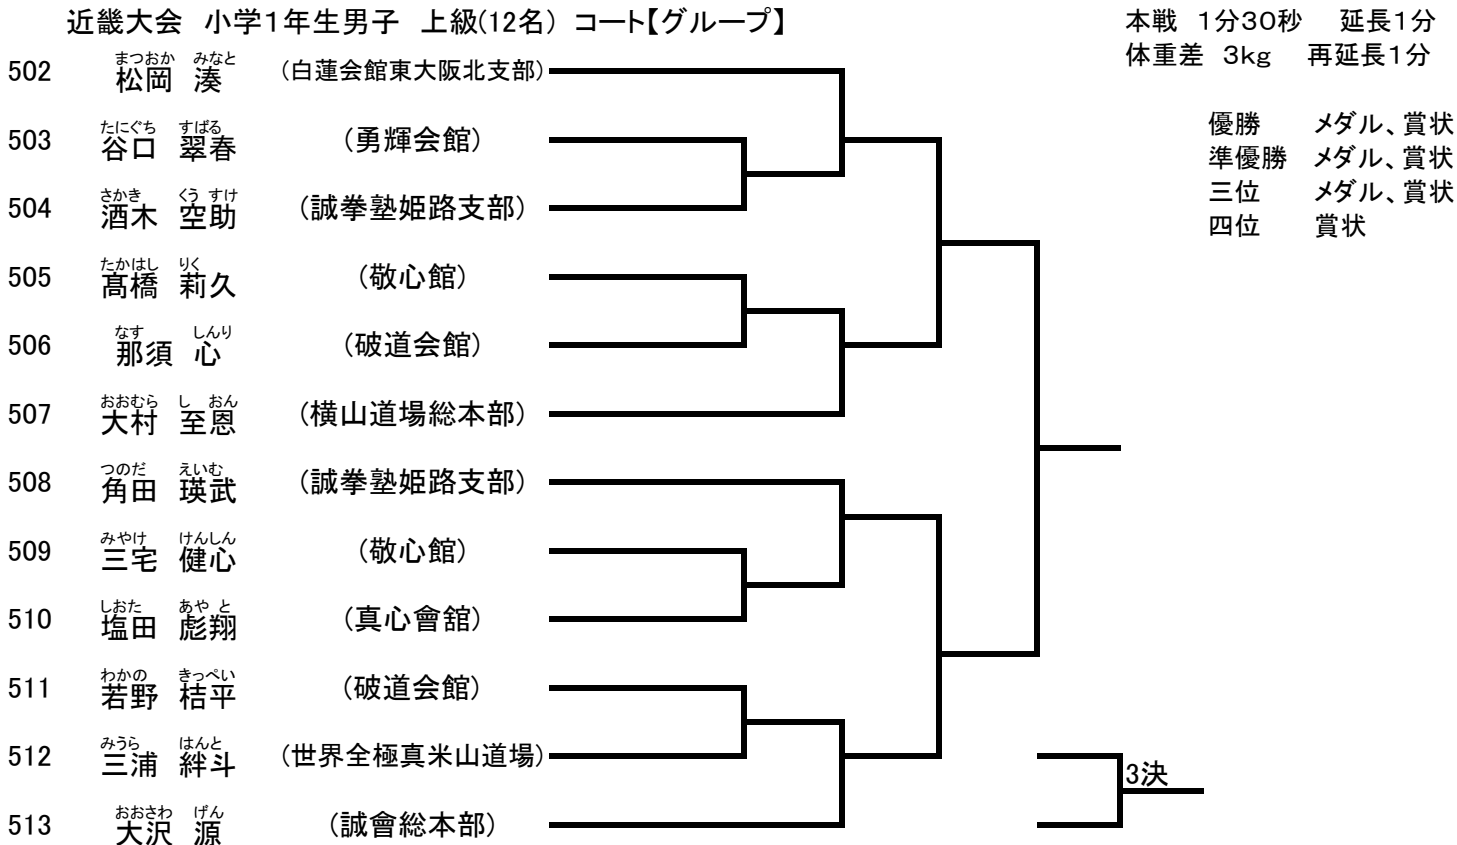 近畿大会 小学1年生男子 上級(12名) コート【グループ】
本戦 1分30秒 延長1分
体重差 3kg 再延長1分
優勝 メダル、賞状
準優勝 メダル、賞状
三位 メダル、賞状
四位 賞状
まつおか みなと
502 松岡 湊 (白蓮会館東大阪北支部)
たにぐち すばる
503 谷口 翠春 (勇輝会館)
さかき くう すけ
504 酒木 空助 (誠拳塾姫路支部)
たかはし りく
505 髙橋 莉久 (敬心館)
なす しんり
506 那須 心 (破道会館)
おおむら し おん
507 大村 至恩 (横山道場総本部)
つのだ えいむ
508 角田 瑛武 (誠拳塾姫路支部)
みやけ けんしん
509 三宅 健心 (敬心館)
しおた あや と
510 塩田 彪翔 (真心會舘)
わかの きっぺい
511 若野 桔平 (破道会館)
みうら はんと
512 三浦 絆斗 (世界全極真米山道場)
おおさわ げん
513 大沢 源 (誠會総本部)
3決